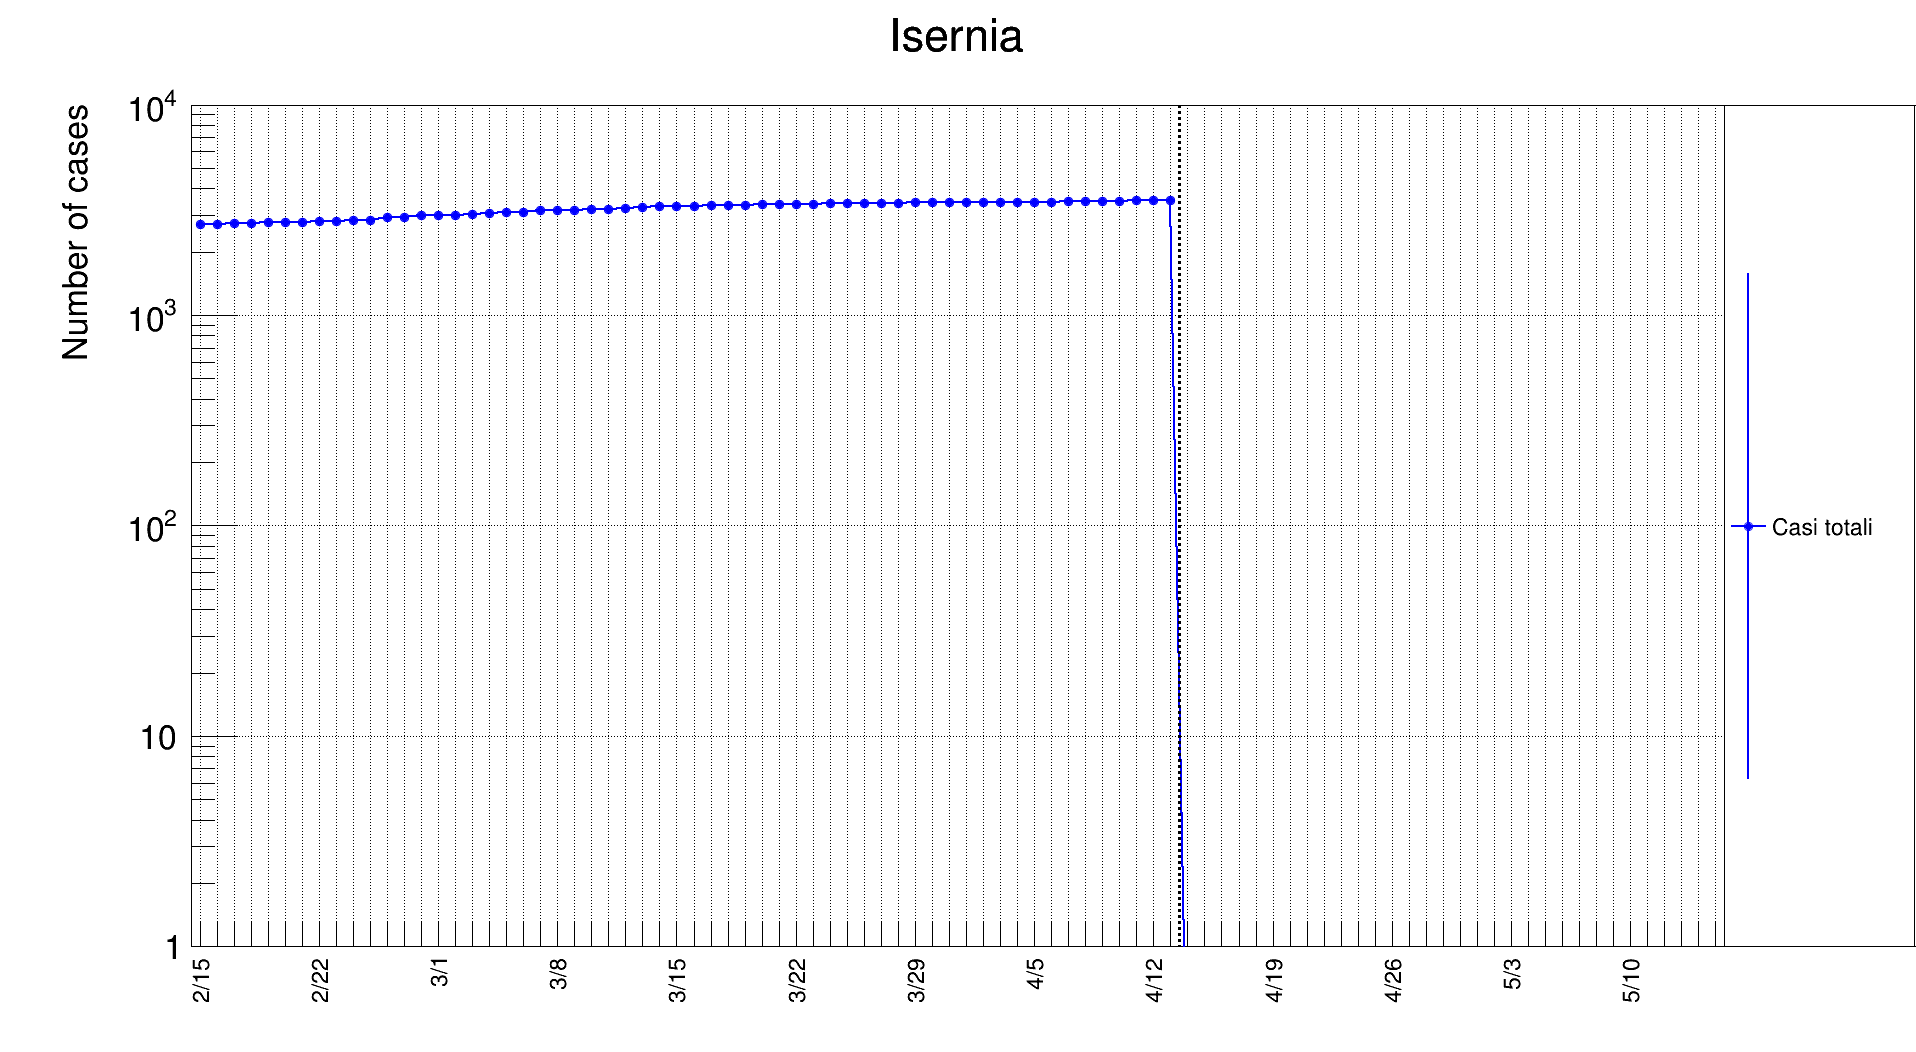 Isernia
Number of cases
10^4
10^3
10^2
10
1
2/15 2/22 3/1 3/8 3/15 3/22 3/29 4/5 4/12 4/19 4/26 5/3 5/10
Casi totali